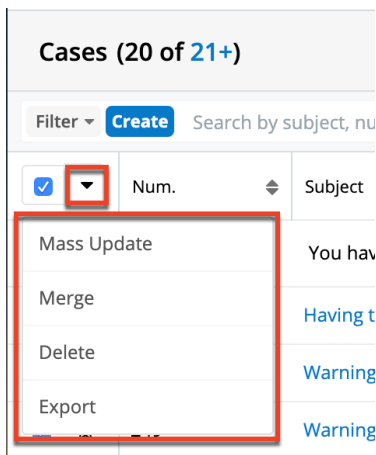 Cases (20 of 21+)
Filter Create Search by subject, nu
Num. Subject
Mass Update
You hav
Merge
Having t
Delete
Warning
Export
Warning